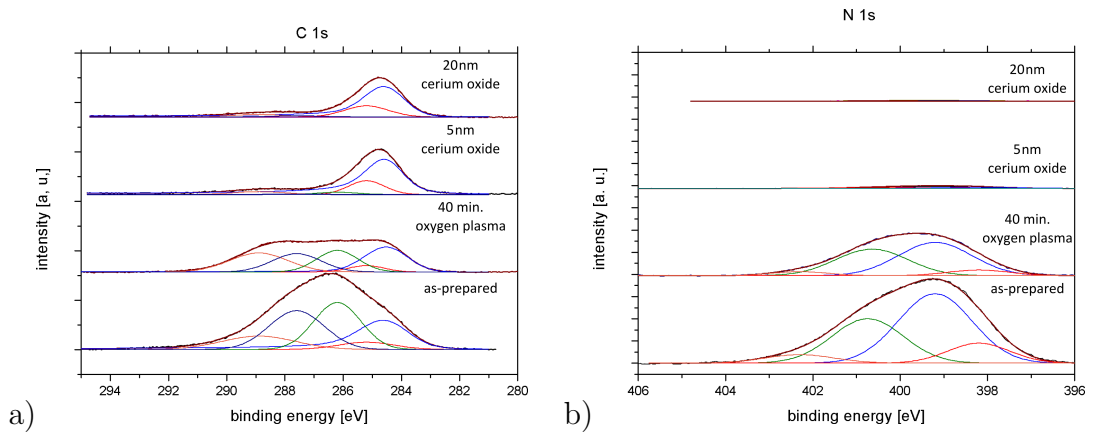 C 1s
20nm
cerium oxide
5nm
cerium oxide
40 min.
oxygen plasma
as-prepared
intensity [a, u,]
294 292 290 288 286 284 282 280
binding energy [eV]
a)
N 1s
20nm
cerium oxide
5nm
cerium oxide
40 min.
oxygen plasma
as-prepared
intensity [a. u.]
406 404 402 400 398 396
binding energy [eV]
b)